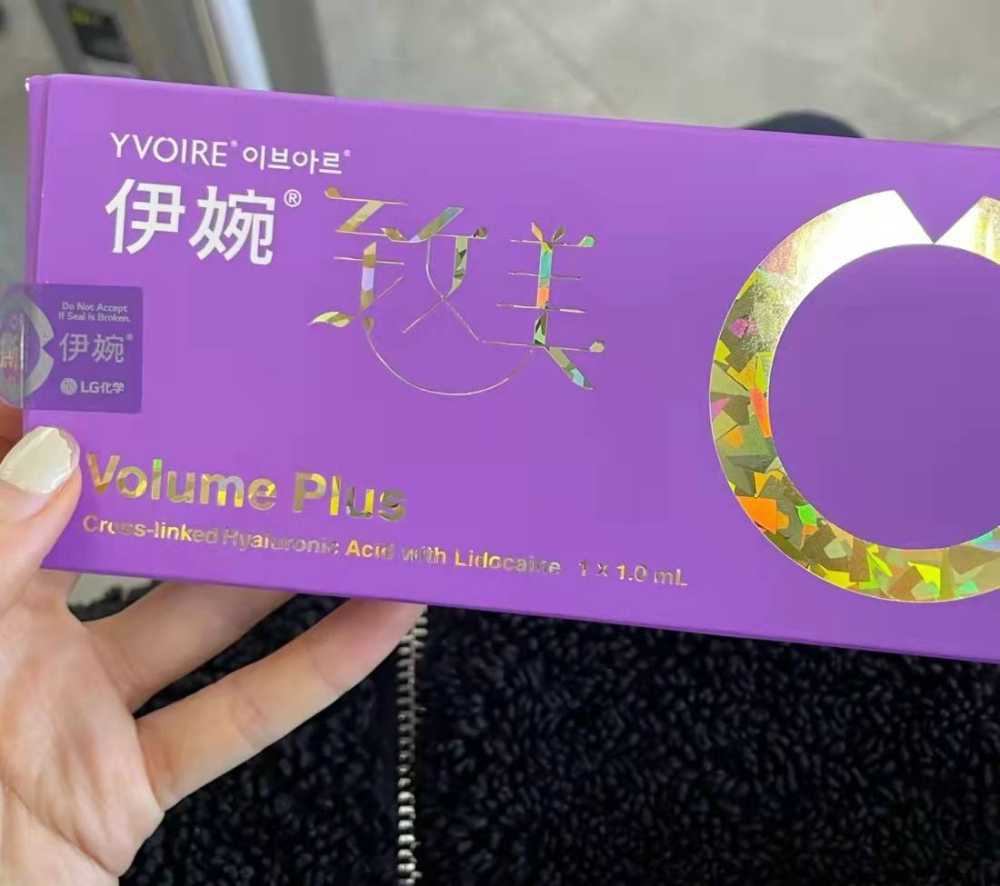 YVOIRE® 이브아르®
伊婉® 致美
Do Not Accept
If Seal is Broken.
伊婉®
LG化学
Volume Plus
Cross-linked Hyaluronic Acid with Lidocaine 1 x 1.0 mL